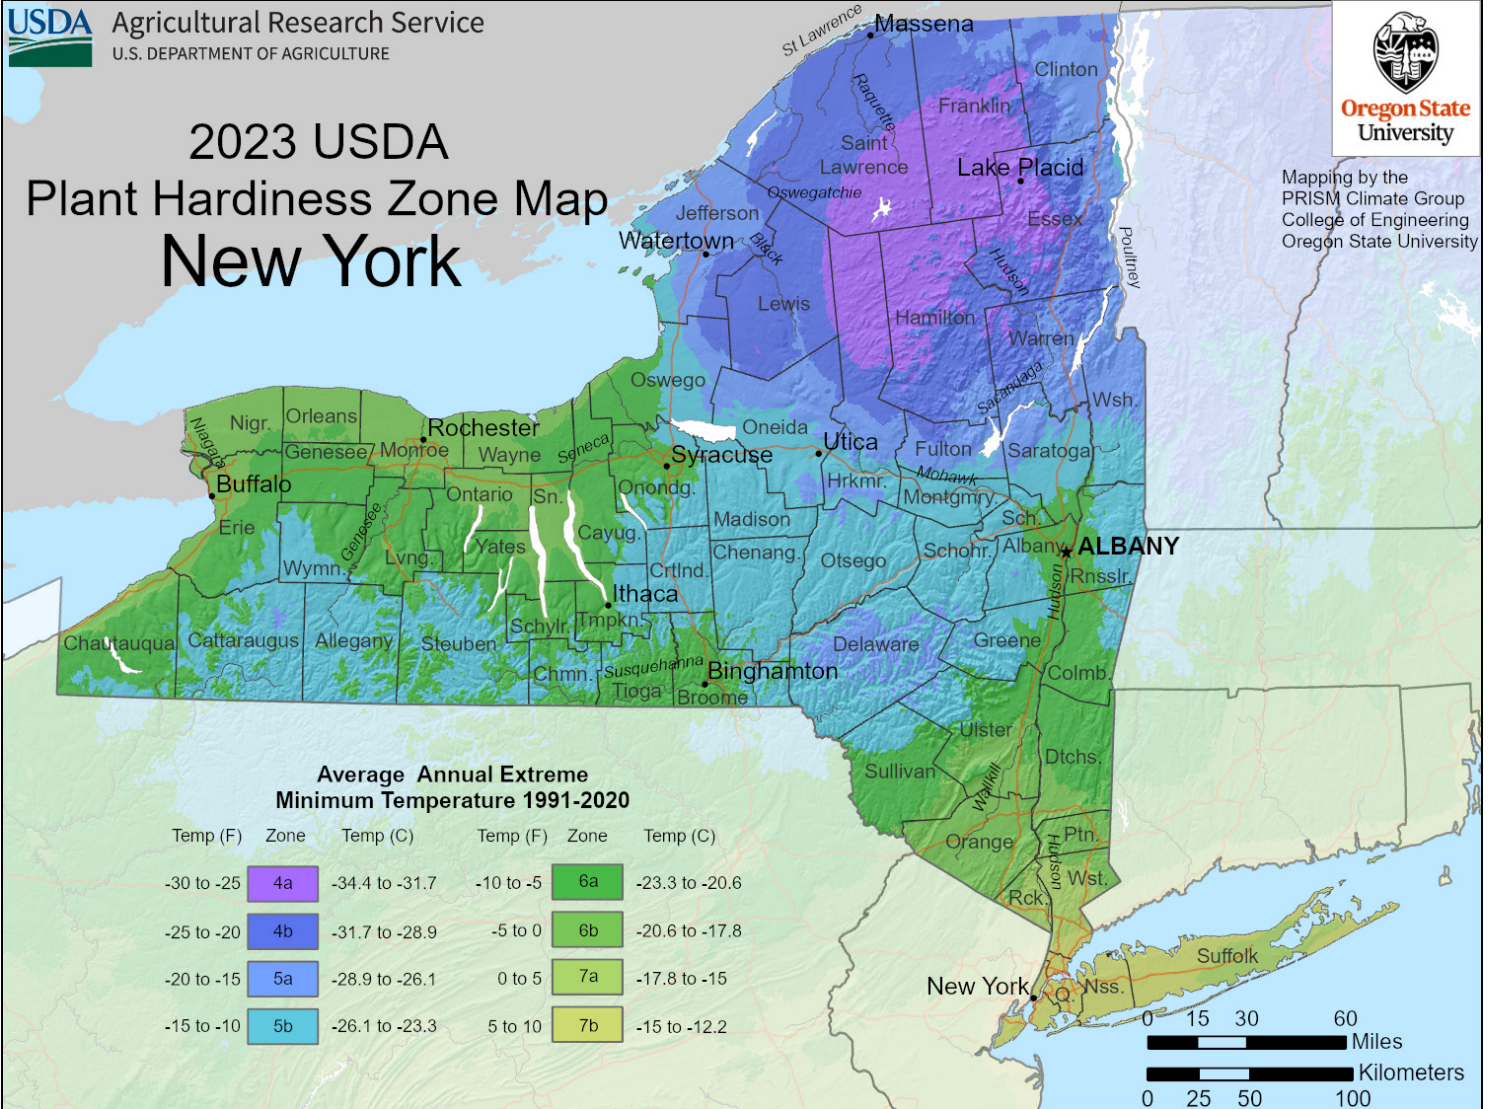 USDA
Agricultural Research Service
U.S. DEPARTMENT OF AGRICULTURE
2023 USDA
Plant Hardiness Zone Map
New York
Oregon State
University
Mapping by the
PRISM Climate Group
College of Engineering
Oregon State University
St Lawrence
Massena
Clinton
Raquette
Franklin
Saint
Lawrence
Lake Placid
Oswegatchie
Jefferson
Essex
Watertown
Black
Poultney
Hudson
Lewis
Hamilton
Warren
Oswego
Sacandaga
Wsh.
Nigr.
Orleans
Niagara
Rochester
Oneida
Utica
Genesee
Monroe
Wayne
Seneca
Syracuse
Fulton
Saratoga
Mohawk
Buffalo
Ontario
Sn.
Onondg.
Hrkmr.
Montgmry
Erie
Genesee
Cayug.
Madison
Sch.
Wymn.
Lvng.
Yates
Chenang.
Otsego
Schohr.
Albany
ALBANY
Crtlnd.
Rnsslr.
Ithaca
Hudson
Chautauqua
Cattaraugus
Allegany
Steuben
Schylr.
Tmpkn.
Delaware
Greene
Chmn.
Susquehanna
Tioga
Binghamton
Broome
Colmb.
Ulster
Sullivan
Wallkill
Dtchs.
Orange
Hudson
Ptn.
Rck.
Wst.
New York
Q.
Nss.
Suffolk
Average Annual Extreme
Minimum Temperature 1991-2020
Temp (F) Zone Temp (C) Temp (F) Zone Temp (C)
-30 to -25 4a -34.4 to -31.7 -10 to -5 6a -23.3 to -20.6
-25 to -20 4b -31.7 to -28.9 -5 to 0 6b -20.6 to -17.8
-20 to -15 5a -28.9 to -26.1 0 to 5 7a -17.8 to -15
-15 to -10 5b -26.1 to -23.3 5 to 10 7b -15 to -12.2
0 15 30 60
Miles
Kilometers
0 25 50 100